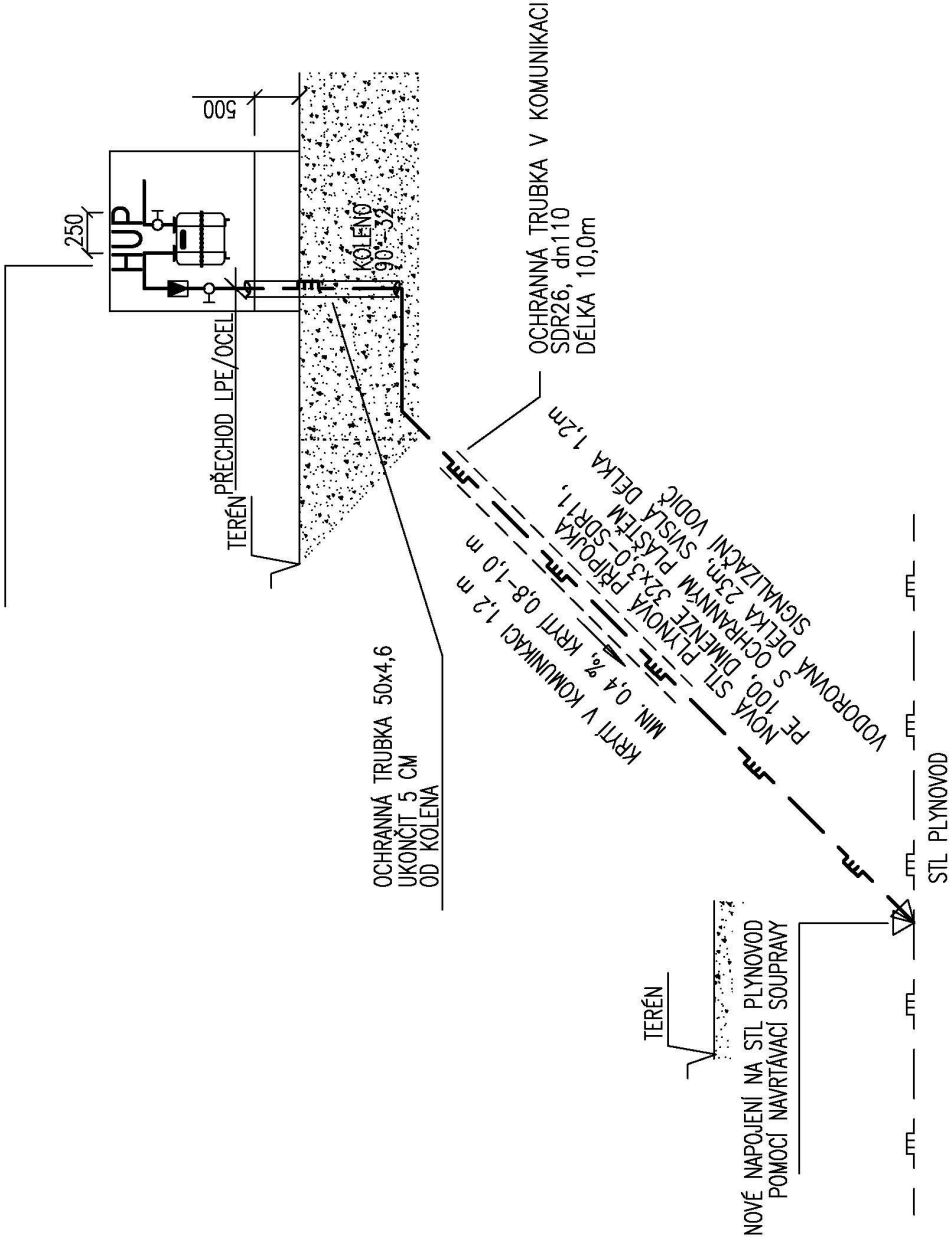 500
250
HUP
KOLENO
90°-32
PŘECHOD LPE/OCEL
TERÉN
OCHRANNÁ TRUBKA V KOMUNIKACI
SDR26, dn110
DÉLKA 10,0m
OCHRANNÁ TRUBKA 50x4,6
UKONČIT 5 CM
OD KOLENA
KRYTÍ V KOMUNIKACI 1,2 m
MIN. 0,4 %, KRYTÍ 0,8-1,0 m
NOVÁ STL PLYNOVÁ PŘÍPOJKA
PE 100, DIMENZE 32x3,0-SDR11,
S OCHRANNÝM PLÁŠTĚM
VODOROVNÁ DÉLKA 23m, SVISLÁ DÉLKA 1,2m
SIGNALIZAČNÍ VODIČ
TERÉN
NOVÉ NAPOJENÍ NA STL PLYNOVOD
POMOCÍ NAVRTÁVACÍ SOUPRAVY
STL PLYNOVOD